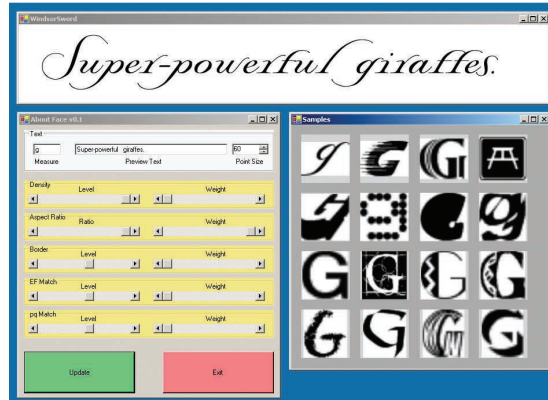 WindsorSword
Super-powerful giraffes.
About Face v0.1
Text
g
Super-powerful giraffes.
60
Measure
Preview Text
Point Size
Density
Level
Weight
Aspect Ratio
Ratio
Weight
Border
Level
Weight
EF Match
Level
Weight
pq Match
Level
Weight
Update
Exit
Samples
g G G
g g G g
G G G G
G G G G